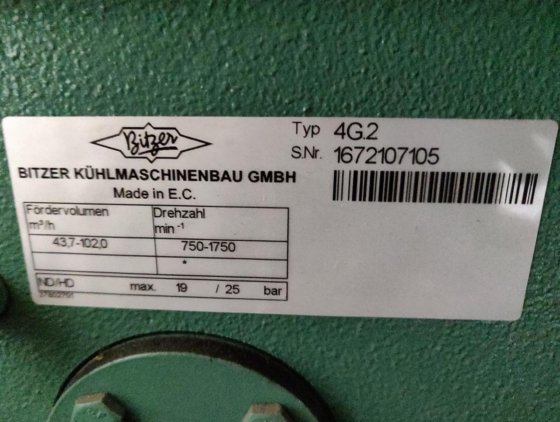 Bitzer
Typ 4G.2
S.Nr. 1672107105
BITZER KÜHLMASCHINENBAU GMBH
Made in E.C.
Fördervolumen Drehzahl
m³/h min -1
43,7-102,0 750-1750
*
ND/HD max. 19 / 25 bar